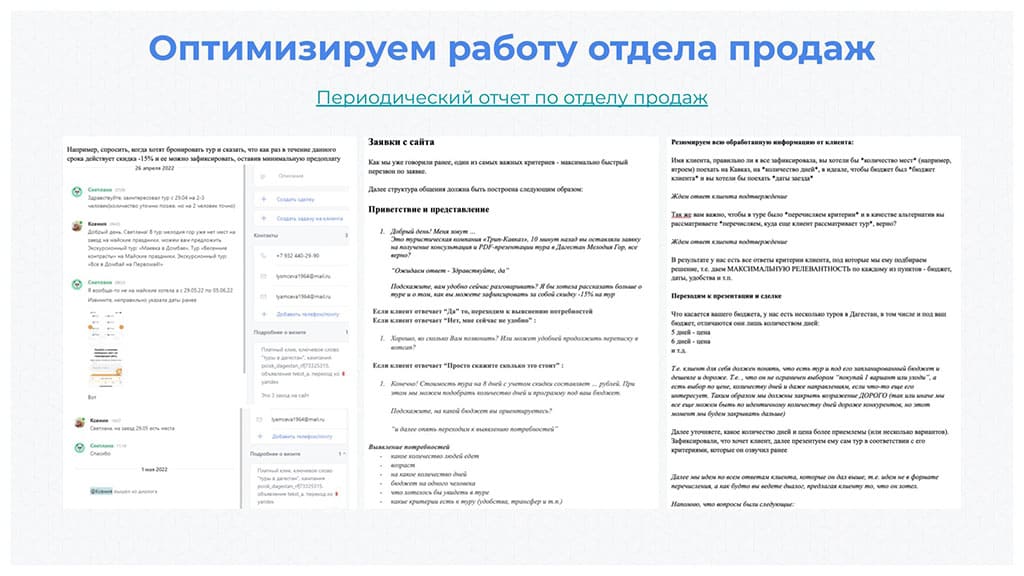 Оптимизируем работу отдела продаж
Периодический отчет по отделу продаж
Например, спросить, когда хотят бронировать тур и сказать, что как раз в течение данного
срока действует скидка -15% и ее можно зафиксировать, оставив минимальную предоплату
26 апреля 2022
Светлана
Здравствуйте, заинтересовал тур с 29.04 на 2-3
человек(количество уточню позже, но на 2 человек точно)
Ксения
Добрый день, Светлана! В тур мелодия гор уже нет мест на
заезд на майские праздники, можем вам предложить
Экскурсионный тур: «Маевка в Домбае», Тур «Весенние
контрасты» на Майские праздники, Экскурсионный тур:
«Все в Домбай на Первомай!»
Светлана
Я вообще-то не на майские хотела а с 29.05.22 по 05.06.22
Извините, неправильно указала даты ранее
Вот
Ксения
Светлана, на заезд 29.05 есть места
Светлана
Спасибо
1 мая 2022
@Ксения вышел из диалога
Описание
+ Создать сделку
+ Создать задачу на клиента
Контакты 3
+7 932 440-29-90
lyamceva1964@mail.ru
lyamceva1964@mail.ru
+ Добавить телефон/почту
Подробнее о визите 1
Платный клик, ключевое слово
"туры в дагестан", кампания
объявление tekst_a, переход из
yandex
Это 3 заход на сайт
lyamceva1964@mail.ru
+ Добавить телефон/почту
Подробнее о визите 1
Платный клик, ключевое слово
"туры в дагестан", кампания
объявление tekst_a, переход из
yandex
Заявки с сайта
Как мы уже говорили ранее, один из самых важных критериев - максимально быстрый
перезвон по заявке.
Далее структура общения должна быть построена следующим образом:
Приветствие и представление
1. Добрый день! Меня зовут ...
Это туристическая компания «Трип-Кавказ», 10 минут назад вы оставляли заявку
на получение консультации и PDF-презентации тура в Дагестан Мелодия Гор, все
верно?
"Ожидаем ответ - Здравствуйте, да"
Подскажите, вам удобно сейчас разговаривать? Я бы хотела рассказать больше о
туре и о том, как вы можете зафиксировать за собой скидку -15% на тур
Если клиент отвечает "Да" то, переходим к выяснению потребностей
Если клиент отвечает "Нет, мне сейчас не удобно" :
1. Хорошо, во сколько Вам позвонить? Или может удобней продолжить переписку в
вотсап?
Если клиент отвечает "Просто скажите сколько это стоит" :
1. Конечно! Стоимость тура на 8 дней с учетом скидки составляет ... рублей. При
этом мы можем подобрать количество дней и программу под ваш бюджет.
Подскажите, на какой бюджет вы ориентируетесь?
"и далее опять переходим к выявлению потребностей"
Выявление потребностей
- какое количество людей едет
- возраст
- на какое количество дней
- бюджет на одного человека
- что хотелось бы увидеть в туре
- какие критерии есть к туру (удобства, трансфер и т.п.)
Резюмируем всю обработанную информацию от клиента:
Имя клиента, правильно ли я все зафиксировала, вы хотели бы *количество мест* (например,
втроем) поехать на Кавказ, на *количество дней*, в идеале, чтобы бюджет был *бюджет
клиента* и вы хотели бы поехать *даты заезда*
Ждем ответ клиента подтверждение
Так же вам важно, чтобы в туре было *перечисляем критерии* и в качестве альтернативы вы
рассматриваете *перечисляем, куда еще клиент рассматривает тур*, верно?
Ждем ответ клиента подтверждение
В результате у нас есть все ответы критерии клиента, под которые мы ему подбираем
решение, т.е. даем МАКСИМАЛЬНУЮ РЕЛЕВАНТНОСТЬ по каждому из пунктов - бюджет,
даты, удобства и т.п.
Переходим к презентации и сделке
Что касается вашего бюджета, у нас есть несколько туров в Дагестан, в том числе и под ваш
бюджет, отличаются они лишь количеством дней:
5 дней - цена
6 дней - цена
и т.д.
Т.е. клиент для себя должен понять, что есть тур и под его запланированный бюджет и
дешевле и дороже. Т.е., что он не ограничен выбором "покупай 1 вариант или уходи", а
есть выбор по цене, количеству дней и даже направлениям, если что-то еще его
интересует. Таким образом мы должны закрыть возражение ДОРОГО (так или иначе мы
все еще можем быть по идентичному количеству дней дороже конкурентов, но этот
момент мы будем закрывать дальше)
Далее уточняете, какое количество дней и цена более приемлемы (или несколько вариантов).
Зафиксировали, что хочет клиент, далее презентуем ему сам тур в соответствии с его
критериями, которые он озвучил ранее
Далее мы идем по всем ответам клиента, которые он дал выше, т.е. идем не в формате
перечисления, а как будто вы ведете диалог, предлагая клиенту то, что он хотел.
Напомню, что вопросы были следующие: